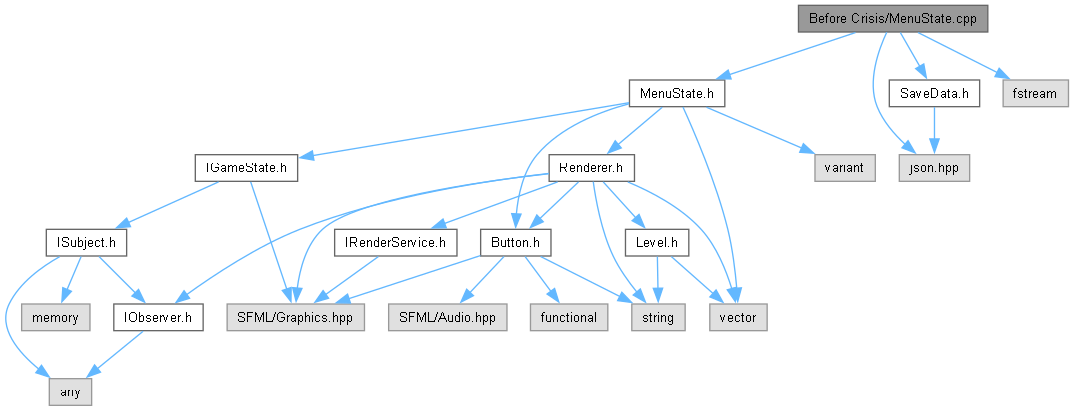 Before Crisis/MenuState.cpp
MenuState.h
SaveData.h
fstream
IGameState.h
Renderer.h
variant
json.hpp
ISubject.h
IRenderService.h
Button.h
Level.h
memory
IObserver.h
SFML/Graphics.hpp
SFML/Audio.hpp
functional
string
vector
any